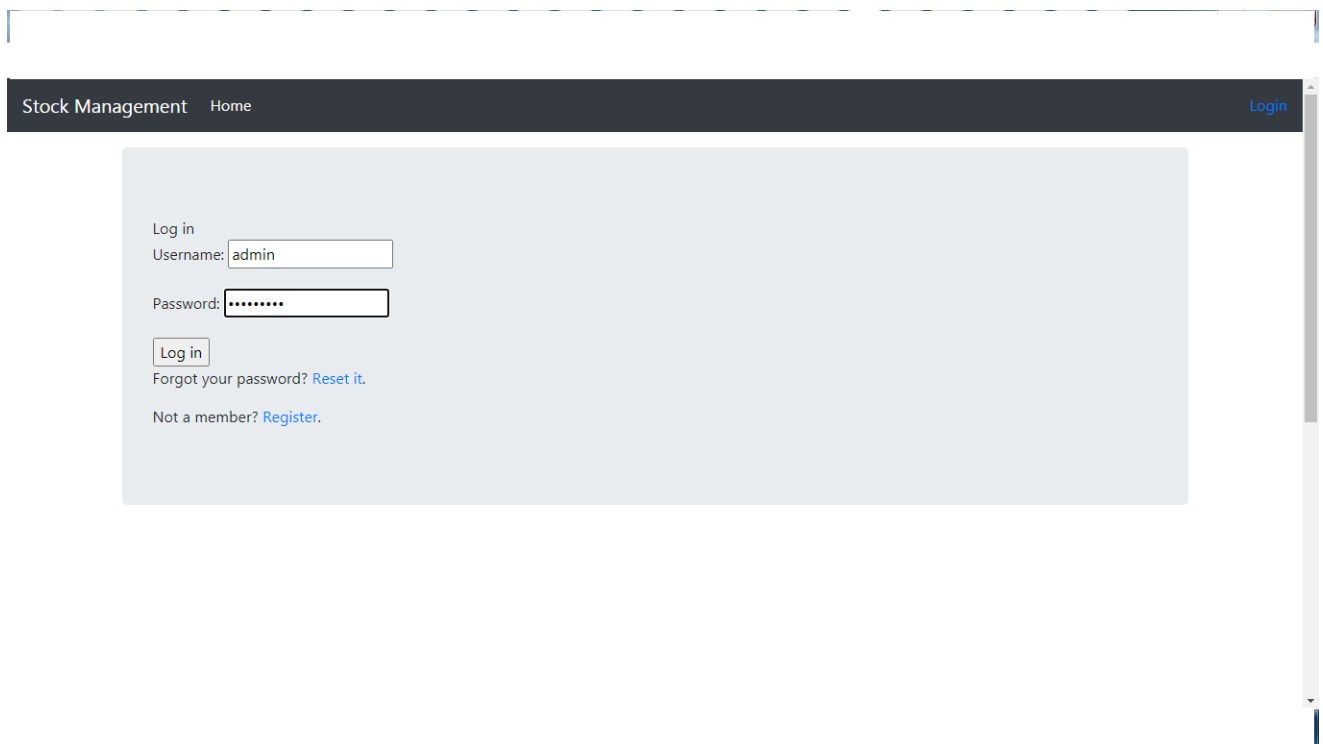 Stock Management Home Login
Log in
Username: admin
Password: •••••••••
Log in
Forgot your password? Reset it.
Not a member? Register.